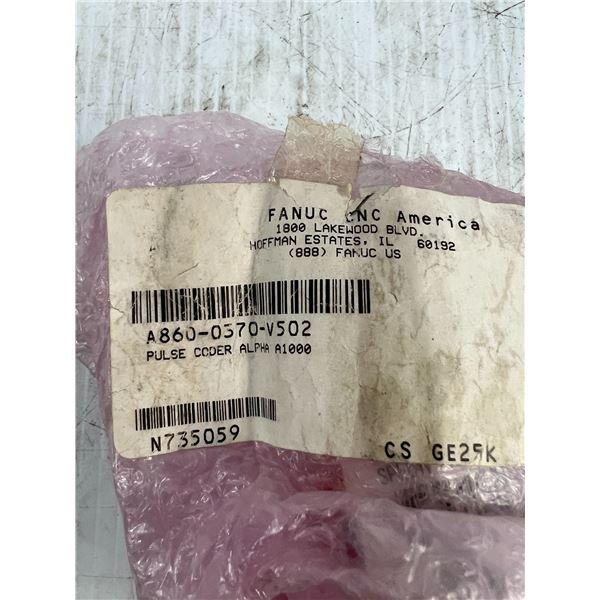 FANUC CNC America
1800 LAKEWOOD BLVD.
HOFFMAN ESTATES, IL 60192
(888) FANUC US
A860-0370-V502
PULSE CODER ALPHA A1000
N735059
CS GE25K